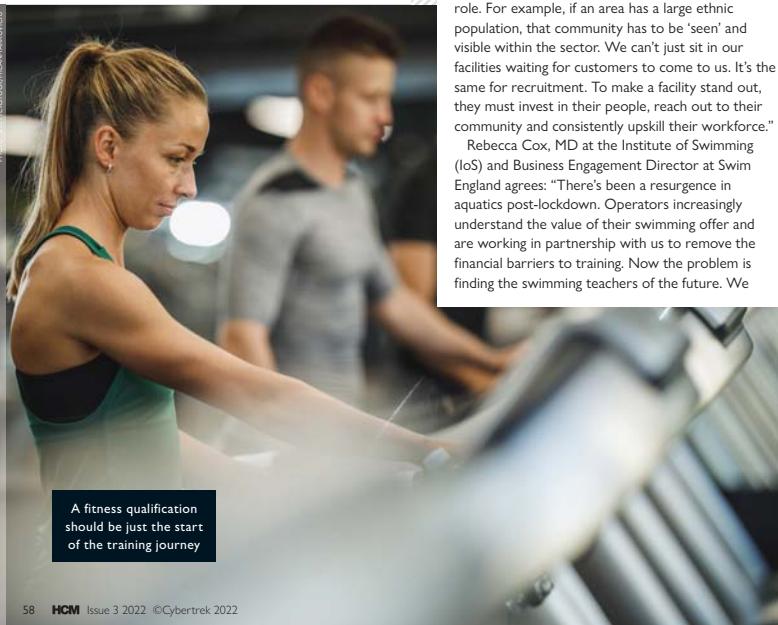 role. For example, if an area has a large ethnic
population, that community has to be ‘seen’ and
visible within the sector. We can’t just sit in our
facilities waiting for customers to come to us. It’s the
same for recruitment. To make a facility stand out,
they must invest in their people, reach out to their
community and consistently upskill their workforce.”
Rebecca Cox, MD at the Institute of Swimming
(IoS) and Business Engagement Director at Swim
England agrees: “There’s been a resurgence in
aquatics post-lockdown. Operators increasingly
understand the value of their swimming offer and
are working in partnership with us to remove the
financial barriers to training. Now the problem is
finding the swimming teachers of the future. We
A fitness qualification
should be just the start
of the training journey
58 HCM Issue 3 2022 ©Cybertrek 2022